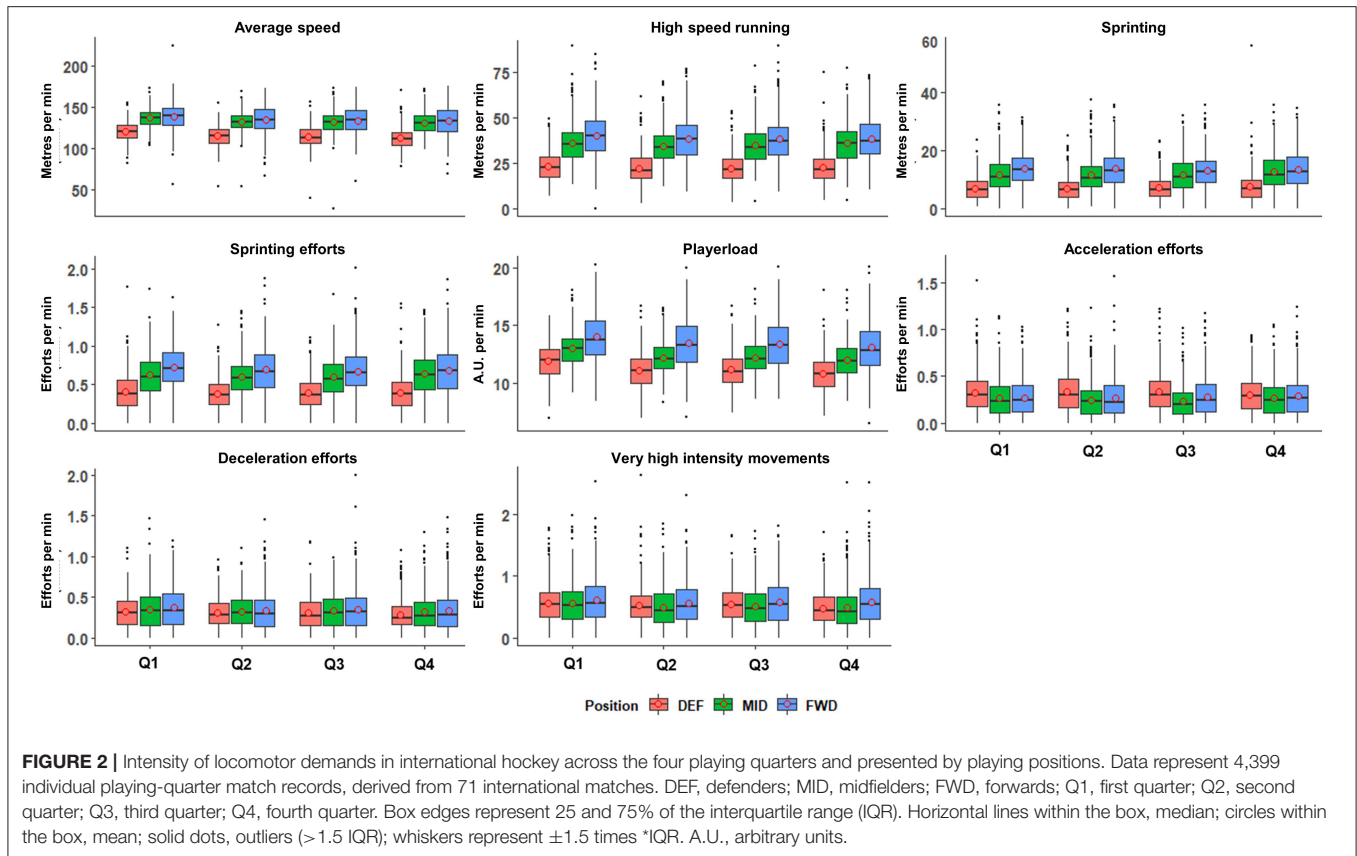 Average speed
High speed running
Sprinting
Metres per min
200
150
100
50
Metres per min
75
50
25
0
Metres per min
60
40
20
0
Sprinting efforts
Playerload
Acceleration efforts
Efforts per min
2.0
1.5
1.0
0.5
0.0
A.U. per min
20
15
10
Efforts per min
1.5
1.0
0.5
0.0
Q1 Q2 Q3 Q4
Deceleration efforts
Very high intensity movements
Efforts per min
2.0
1.5
1.0
0.5
0.0
Efforts per min
2
1
0
Q1 Q2 Q3 Q4
Q1 Q2 Q3 Q4
Position DEF MID FWD
FIGURE 2 | Intensity of locomotor demands in international hockey across the four playing quarters and presented by playing positions. Data represent 4,399
individual playing-quarter match records, derived from 71 international matches. DEF, defenders; MID, midfielders; FWD, forwards; Q1, first quarter; Q2, second
quarter; Q3, third quarter; Q4, fourth quarter. Box edges represent 25 and 75% of the interquartile range (IQR). Horizontal lines within the box, median; circles within
the box, mean; solid dots, outliers (>1.5 IQR); whiskers represent ±1.5 times *IQR. A.U., arbitrary units.